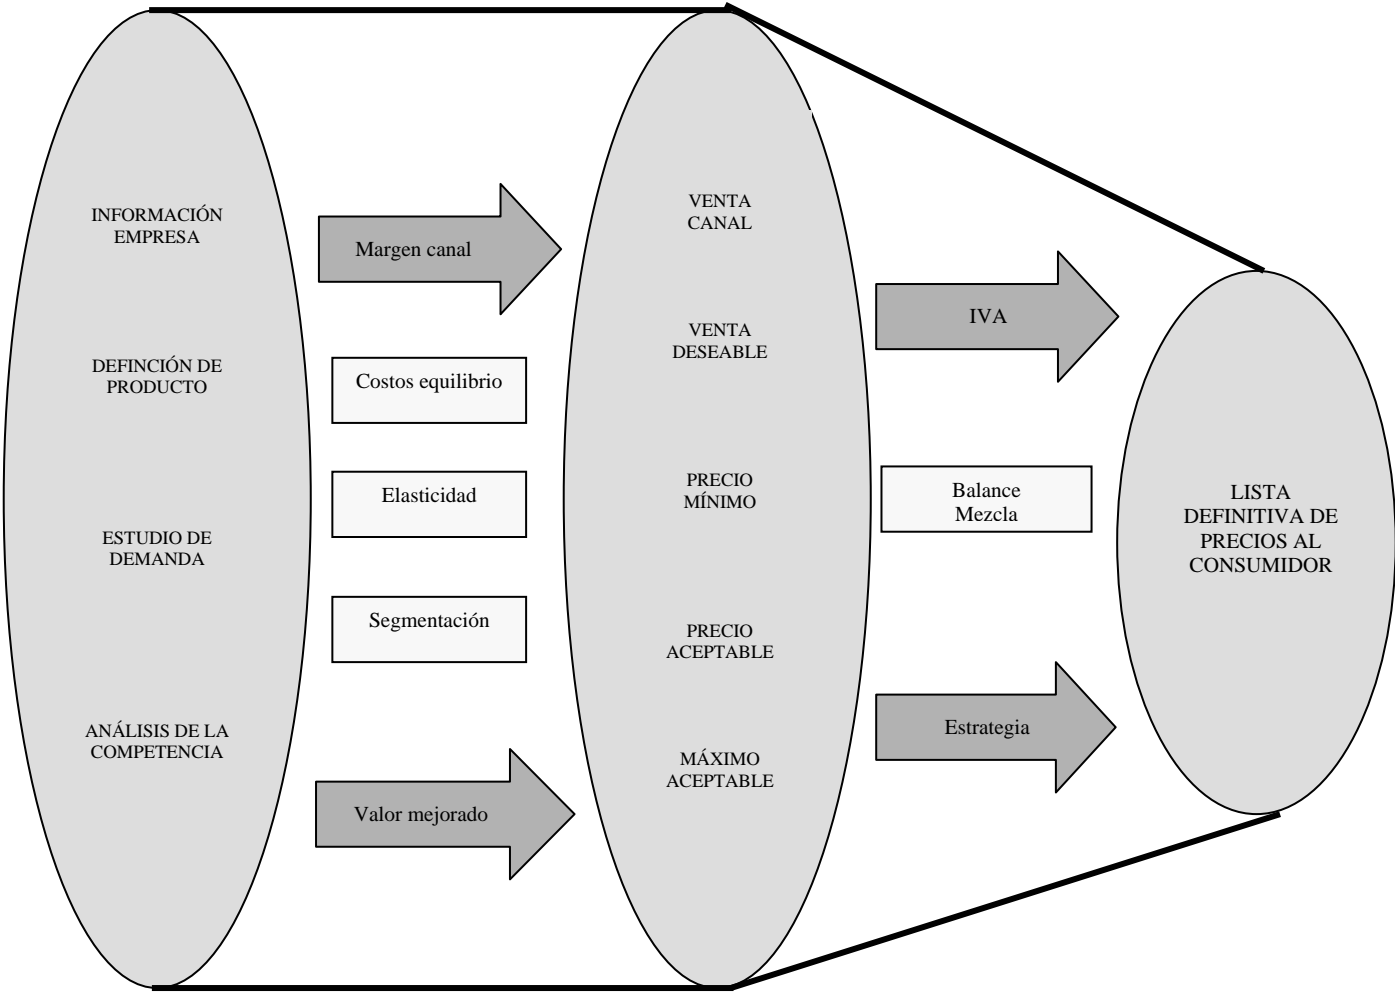 INFORMACIÓN
EMPRESA
DEFINCIÓN DE
PRODUCTO
ESTUDIO DE
DEMANDA
ANÁLISIS DE LA
COMPETENCIA
Margen canal
Costos equilibrio
Elasticidad
Segmentación
Valor mejorado
VENTA
CANAL
VENTA
DESEABLE
PRECIO
MÍNIMO
PRECIO
ACEPTABLE
MÁXIMO
ACEPTABLE
IVA
Balance
Mezcla
Estrategia
LISTA
DEFINITIVA DE
PRECIOS AL
CONSUMIDOR